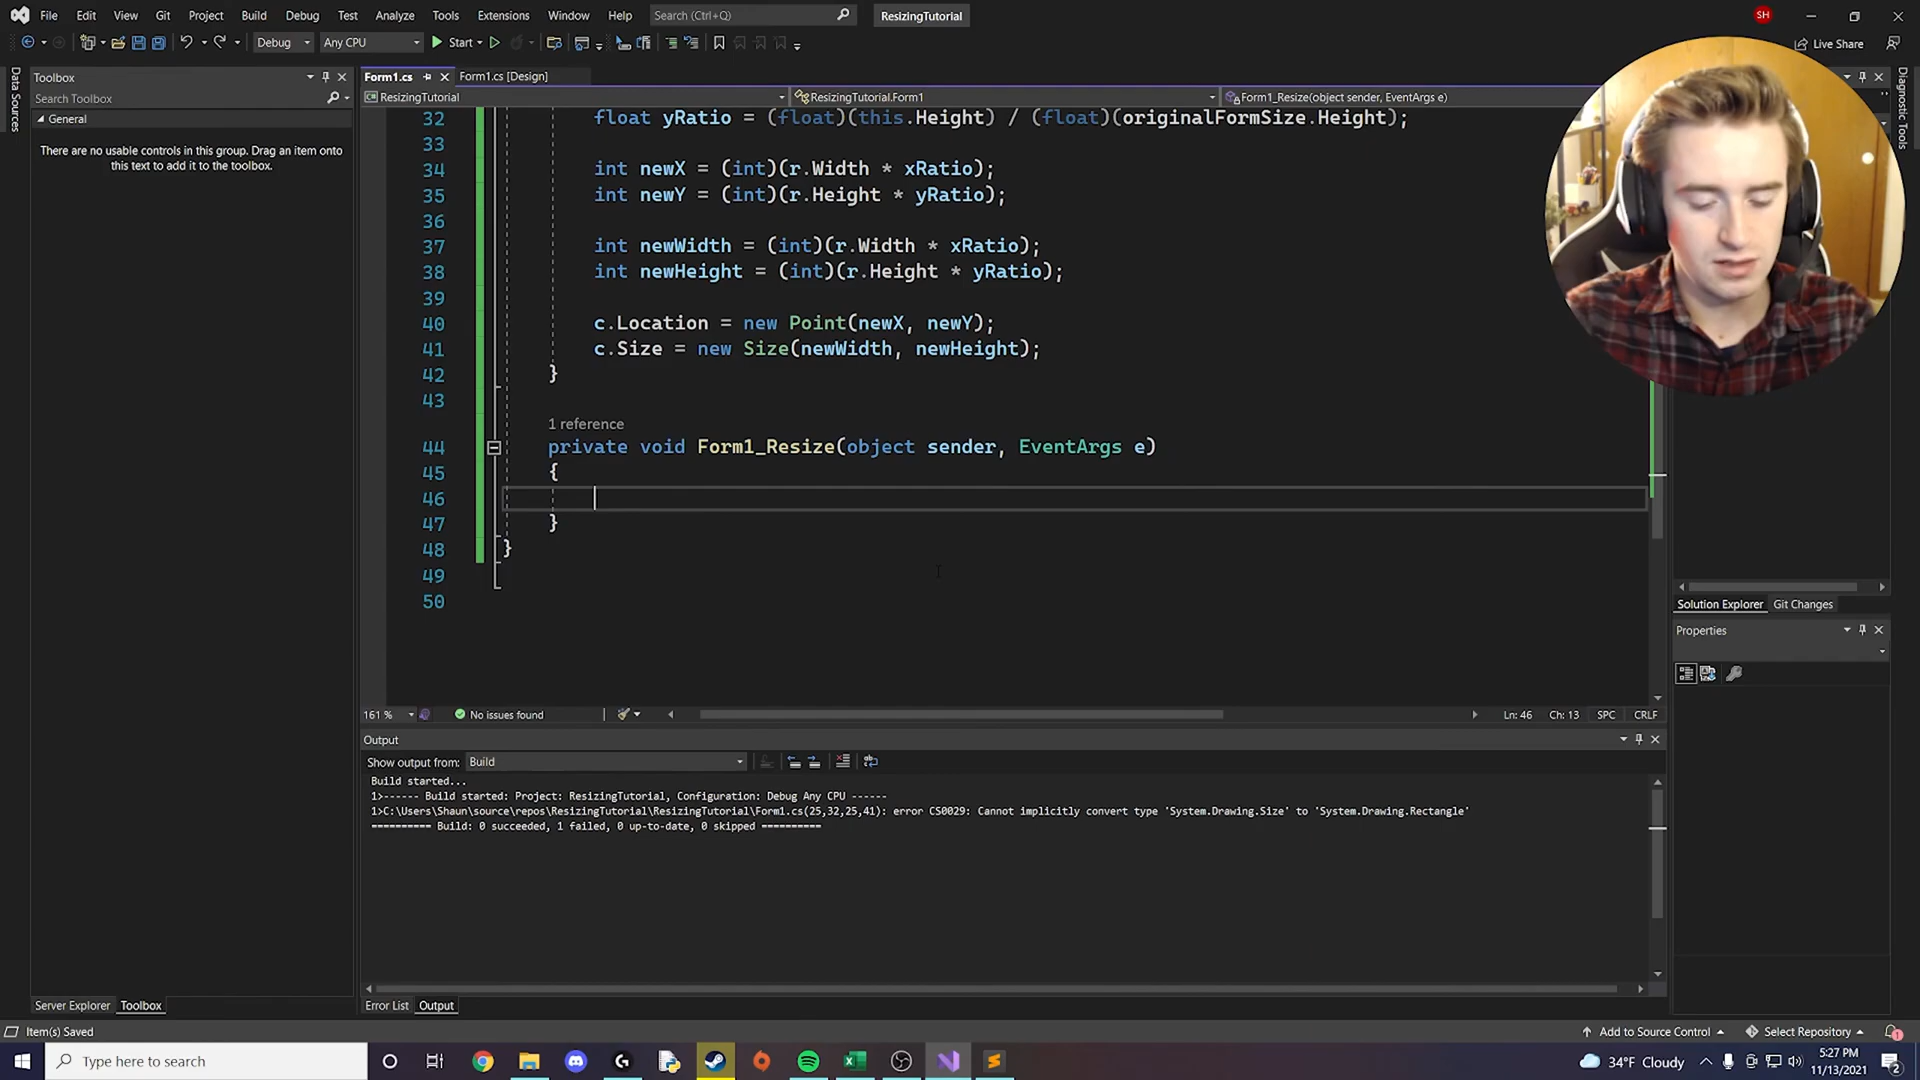 File Edit View Git Project Build Debug Test Analyze Tools Extensions Window Help Search (Ctrl+Q) ResizingTutorial SH
Debug Any CPU Start Live Share
Data Sources
Toolbox
Search Toolbox
General
There are no usable controls in this group. Drag an item onto
this text to add it to the toolbox.
Form1.cs Form1.cs [Design]
ResizingTutorial ResizingTutorial.Form1 Form1_Resize(object sender, EventArgs e)
Diagnostic Tools
32 float yRatio = (float)(this.Height) / (float)(originalFormSize.Height);
33
34 int newX = (int)(r.Width * xRatio);
35 int newY = (int)(r.Height * yRatio);
36
37 int newWidth = (int)(r.Width * xRatio);
38 int newHeight = (int)(r.Height * yRatio);
39
40 c.Location = new Point(newX, newY);
41 c.Size = new Size(newWidth, newHeight);
42 }
43
1 reference
44 private void Form1_Resize(object sender, EventArgs e)
45 {
46
47 }
48 }
49
50
161 % No issues found Ln: 46 Ch: 13 SPC CRLF
Solution Explorer Git Changes
Properties
Output
Show output from: Build
Build started...
1>------ Build started: Project: ResizingTutorial, Configuration: Debug Any CPU ------
1>C:\Users\Shaun\source\repos\ResizingTutorial\ResizingTutorial\Form1.cs(25,32,25,41): error CS0029: Cannot implicitly convert type 'System.Drawing.Size' to 'System.Drawing.Rectangle'
========== Build: 0 succeeded, 1 failed, 0 up-to-date, 0 skipped ==========
Server Explorer Toolbox Error List Output
Item(s) Saved Add to Source Control Select Repository 1
Type here to search 34°F Cloudy 5:27 PM
11/13/2021 2